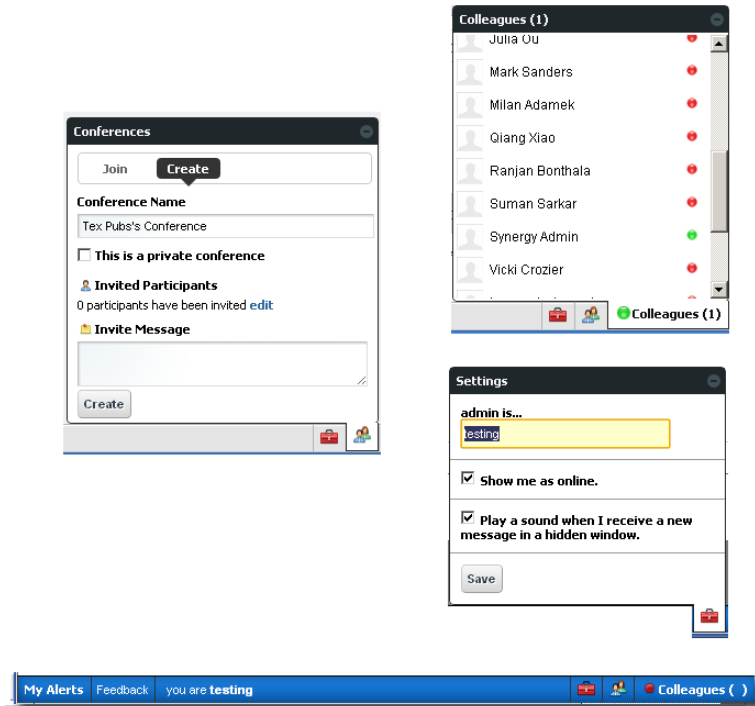 Conferences
Join Create
Conference Name
Tex Pubs's Conference
This is a private conference
Invited Participants
0 participants have been invited edit
Invite Message
Create
Colleagues (1)
Julia Ou
Mark Sanders
Milan Adamek
Qiang Xiao
Ranjan Bonthala
Suman Sarkar
Synergy Admin
Vicki Crozier
Colleagues (1)
Settings
admin is...
testing
Show me as online.
Play a sound when I receive a new
message in a hidden window.
Save
My Alerts Feedback you are testing Colleagues ( )